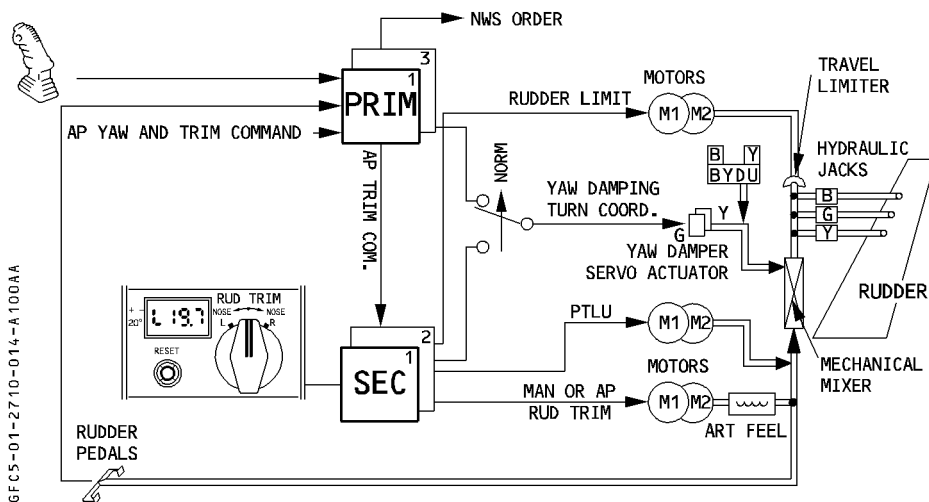 NWS ORDER
3
1
PRIM
AP YAW AND TRIM COMMAND
AP TRIM COM.
RUDDER LIMIT
MOTORS
M1 M2
TRAVEL
LIMITER
HYDRAULIC
JACKS
B
G
Y
RUDDER
NORM
YAW DAMPING
TURN COORD.
B Y
BYDU
Y
G
YAW DAMPER
SERVO ACTUATOR
MECHANICAL
MIXER
PTLU
M1 M2
MOTORS
MAN OR AP
RUD TRIM
M1 M2
ART FEEL
2
1
SEC
RUD TRIM
NOSE NOSE
L R
+ -
20°
L19.7
RESET
RUDDER
PEDALS
GFC5-01-2710-014-A100AA